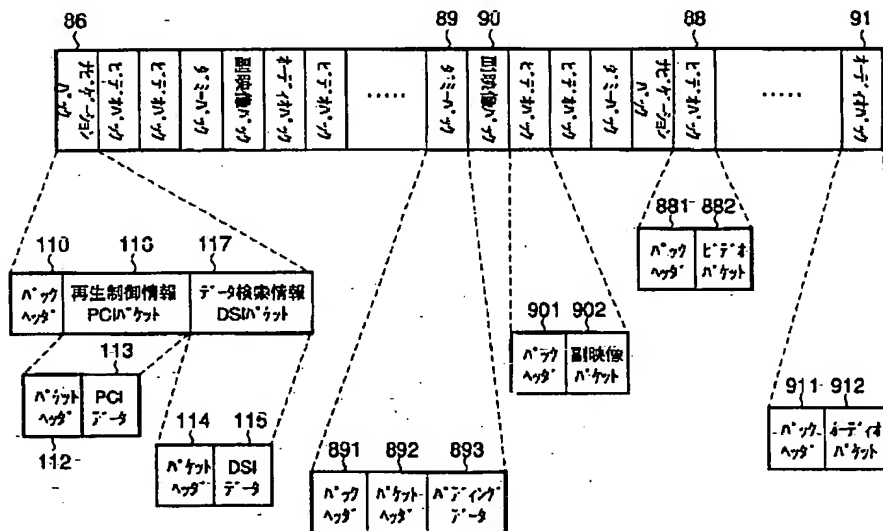 86
89
90
88
91
ナビゲーション
パック
ビデオパック
ビデオパック
ダミーパック
副映像パック
オーディオパック
ビデオパック
.....
ダミーパック
副映像パック
ビデオパック
ビデオパック
ダミーパック
ナビゲーション
パック
ビデオパック
.....
オーディオパック
881
882
パック
ヘッダ
ビデオ
パケット
110
116
117
パック
ヘッダ
再生制御情報
PCIパケット
データ検索情報
DSIパケット
901
902
パック
ヘッダ
副映像
パケット
113
パケット
ヘッダ
PCI
データ
112
114
115
パケット
ヘッダ
DSI
データ
891
892
893
パック
ヘッダ
パケット
ヘッダ
パディング
データ
911
912
パック
ヘッダ
オーディオ
パケット